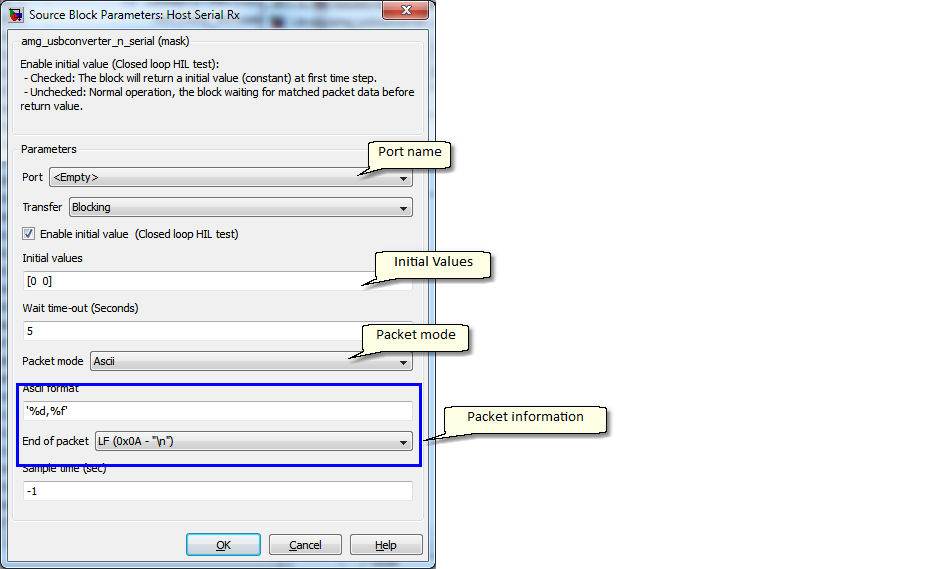 Source Block Parameters: Host Serial Rx
amg_usbconverter_n_serial (mask)
Enable initial value (Closed loop HIL test):
- Checked: The block will return a initial value (constant) at first time step.
- Unchecked: Normal operation, the block waiting for matched packet data before
return value.
Parameters
Port name
Port <Empty>
Transfer Blocking
Enable initial value (Closed loop HIL test)
Initial values
Initial Values
[0 0]
Wait time-out (Seconds)
5
Packet mode
Packet mode Ascii
Ascii format
'%d,%f'
Packet information
End of packet LF (0x0A - "\n")
Sample time (sec)
-1
OK Cancel Help